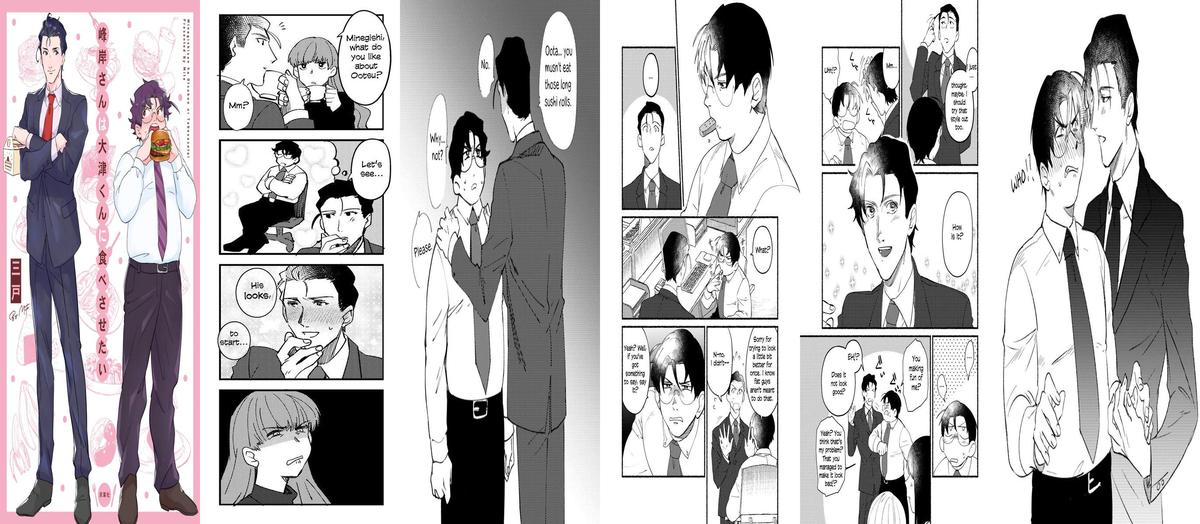 峰岸さんは大津くんに食べさせたい
三戸
Minegishi,
what do
you like
about
Ootsu?
Mm?
Let's
see...
His
looks,
to
start...
Oota... you
musn't eat
those long
sushi rolls.
No.
Why...
not?
Please.
...
What?
Sorry for
trying to look
a little bit
better for
once. I know
fat guys
aren't meant
to do that.
N-no,
I didn't—
Yeah? Well,
if you've
got
something
to say, say
it?
I just
thought
maybe I
should
try that
style out
too.
Mm...
Uh!?
How
is it?
...
You
making
fun of
me?
EH!?
Does it
not look
good?
Yeah? You
think that's
my problem?
That you
managed to
make it look
bad!?
WHO?!